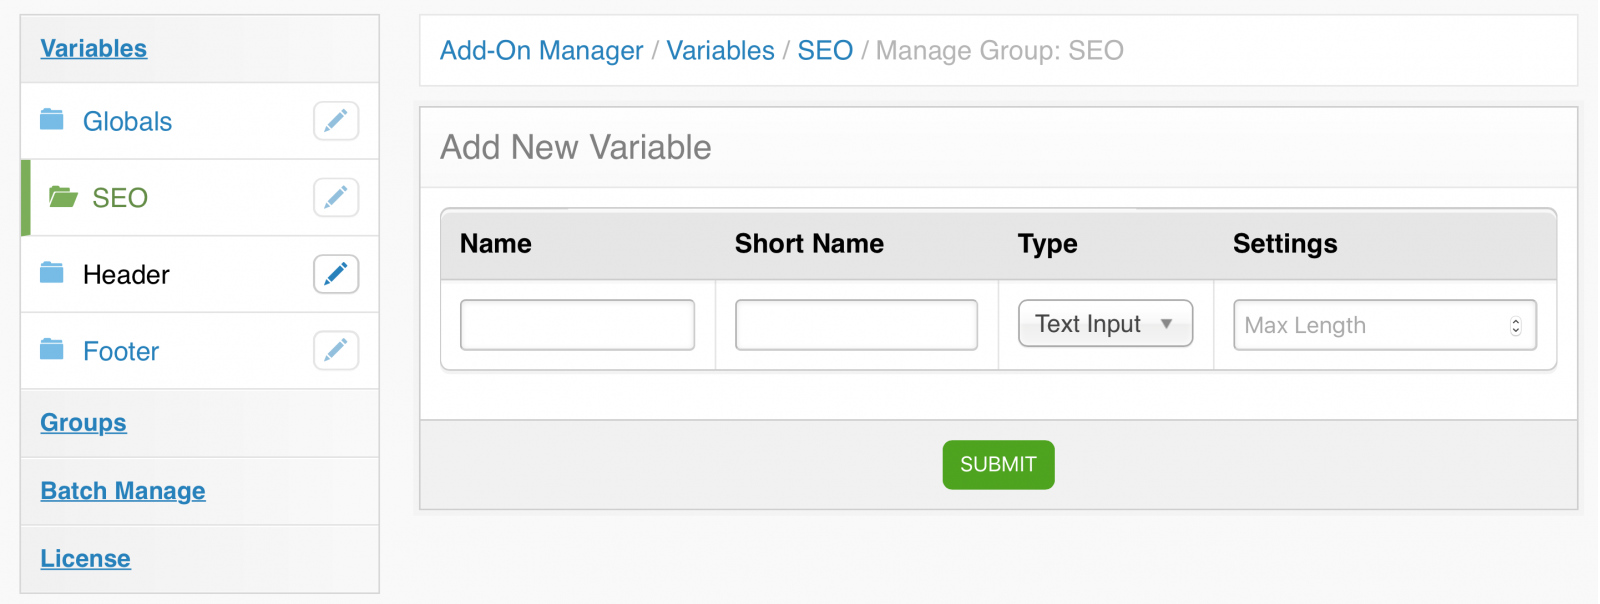 Variables
Globals
SEO
Header
Footer
Groups
Batch Manage
License
Add-On Manager / Variables / SEO / Manage Group: SEO
Add New Variable
Name Short Name Type Settings
Text Input Max Length
SUBMIT